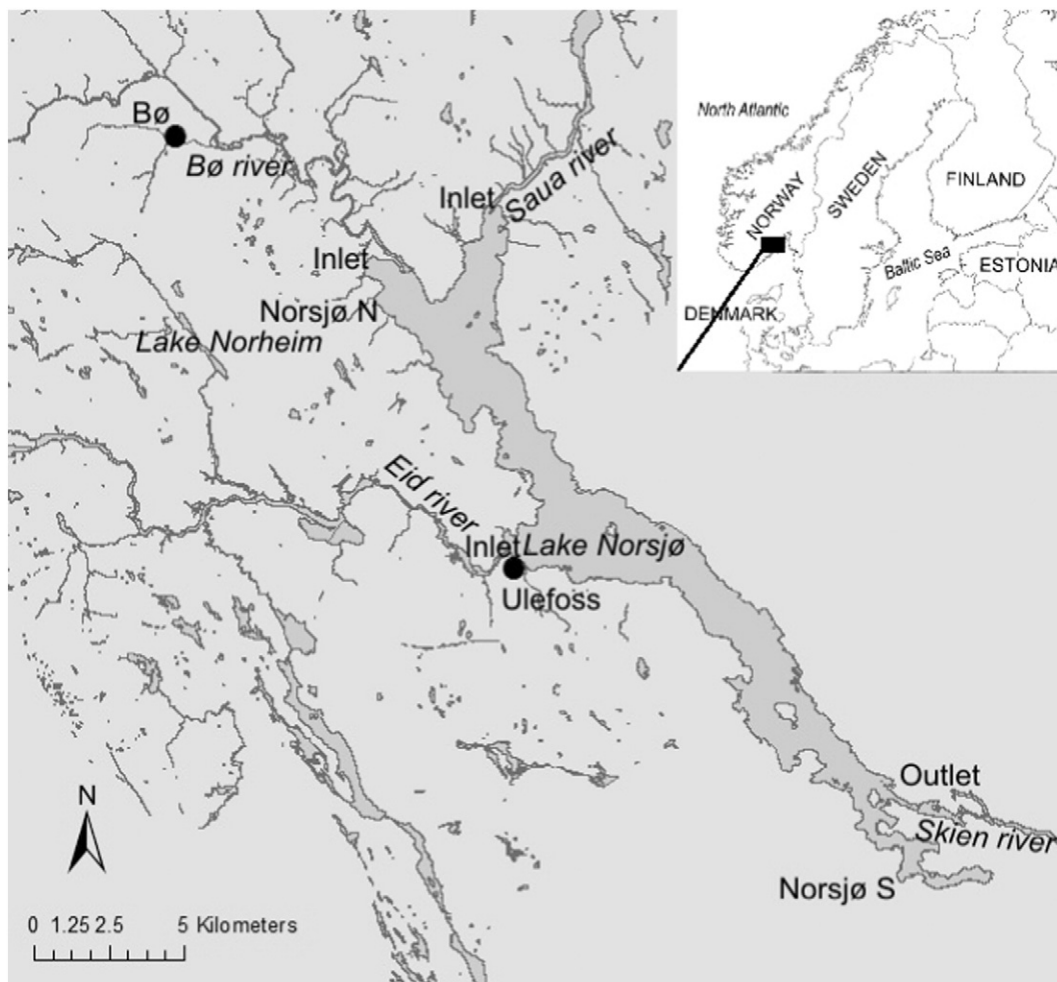 North Atlantic
NORWAY
SWEDEN
FINLAND
Baltic Sea
ESTONIA
DENMARK
Bø
Bø river
Saua river
Inlet
Inlet
Norsjø N
Lake Norheim
Eid river
Inlet
Lake Norsjø
Ulefoss
Outlet
Skien river
Norsjø S
N
0 1.25 2.5 5 Kilometers